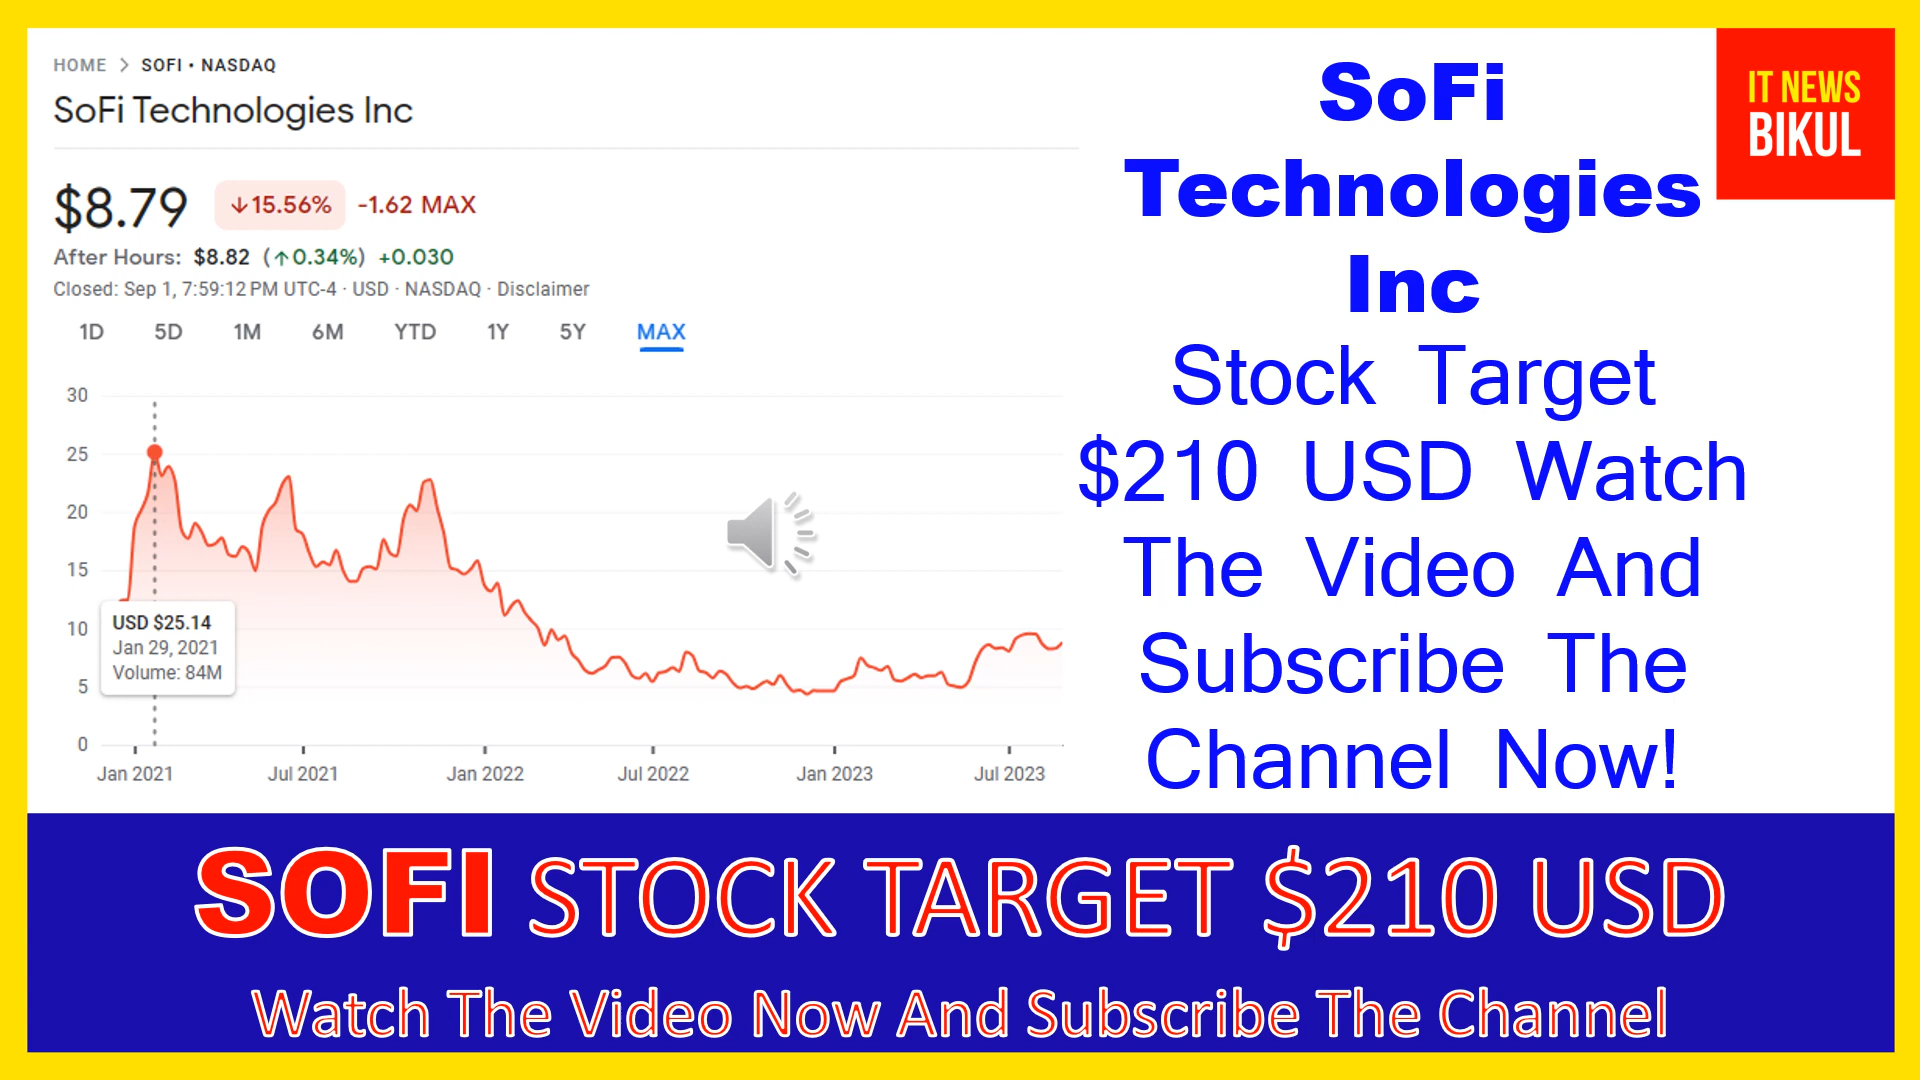 HOME > SOFI • NASDAQ
SoFi Technologies Inc
$8.79 ↓15.56% -1.62 MAX
After Hours: $8.82 (↑0.34%) +0.030
Closed: Sep 1, 7:59:12 PM UTC-4 · USD · NASDAQ · Disclaimer
1D 5D 1M 6M YTD 1Y 5Y MAX
30
25
20
15
10
5
0
USD $25.14
Jan 29, 2021
Volume: 84M
Jan 2021 Jul 2021 Jan 2022 Jul 2022 Jan 2023 Jul 2023
SoFi
Technologies
Inc
Stock Target
$210 USD Watch
The Video And
Subscribe The
Channel Now!
IT NEWS
BIKUL
SOFI STOCK TARGET $210 USD
Watch The Video Now And Subscribe The Channel